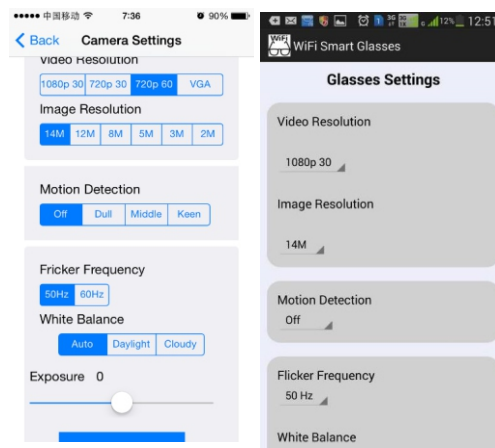 中国移动 7:36 90%
Back Camera Settings
Video Resolution
1080p 30 720p 30 720p 60 VGA
Image Resolution
14M 12M 8M 5M 3M 2M
Motion Detection
Off Dull Middle Keen
Fricker Frequency
50Hz 60Hz
White Balance
Auto Daylight Cloudy
Exposure 0
12% 12:51
WiFi Smart Glasses
Glasses Settings
Video Resolution
1080p 30
Image Resolution
14M
Motion Detection
Off
Flicker Frequency
50 Hz
White Balance